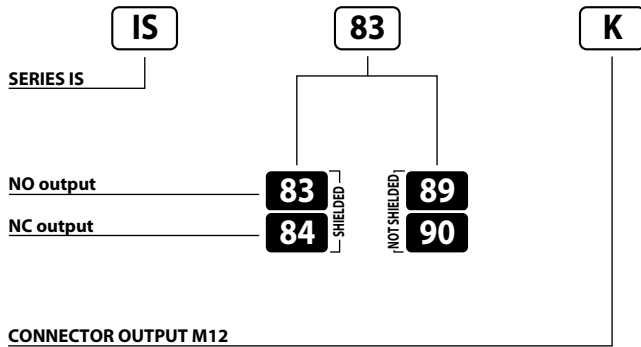 IS 83 K
SERIES IS
NO output 83 SHIELDED NOT SHIELDED 89
NC output 84 90
CONNECTOR OUTPUT M12